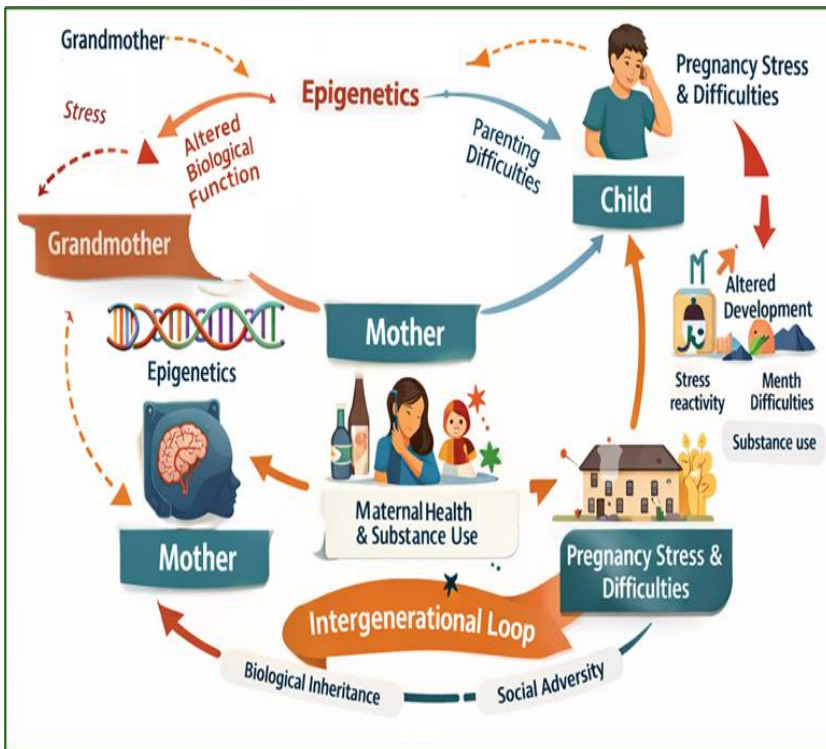 Grandmother
Epigenetics
Pregnancy Stress
& Difficulties
Stress
Altered
Biological
Function
Parenting
Difficulties
Child
Grandmother
Altered
Development
Mother
Epigenetics
Stress
reactivity
Menth
Difficulties
Substance use
Maternal Health
& Substance Use
Mother
Pregnancy Stress &
Difficulties
Intergenerational Loop
Biological Inheritance
Social Adversity